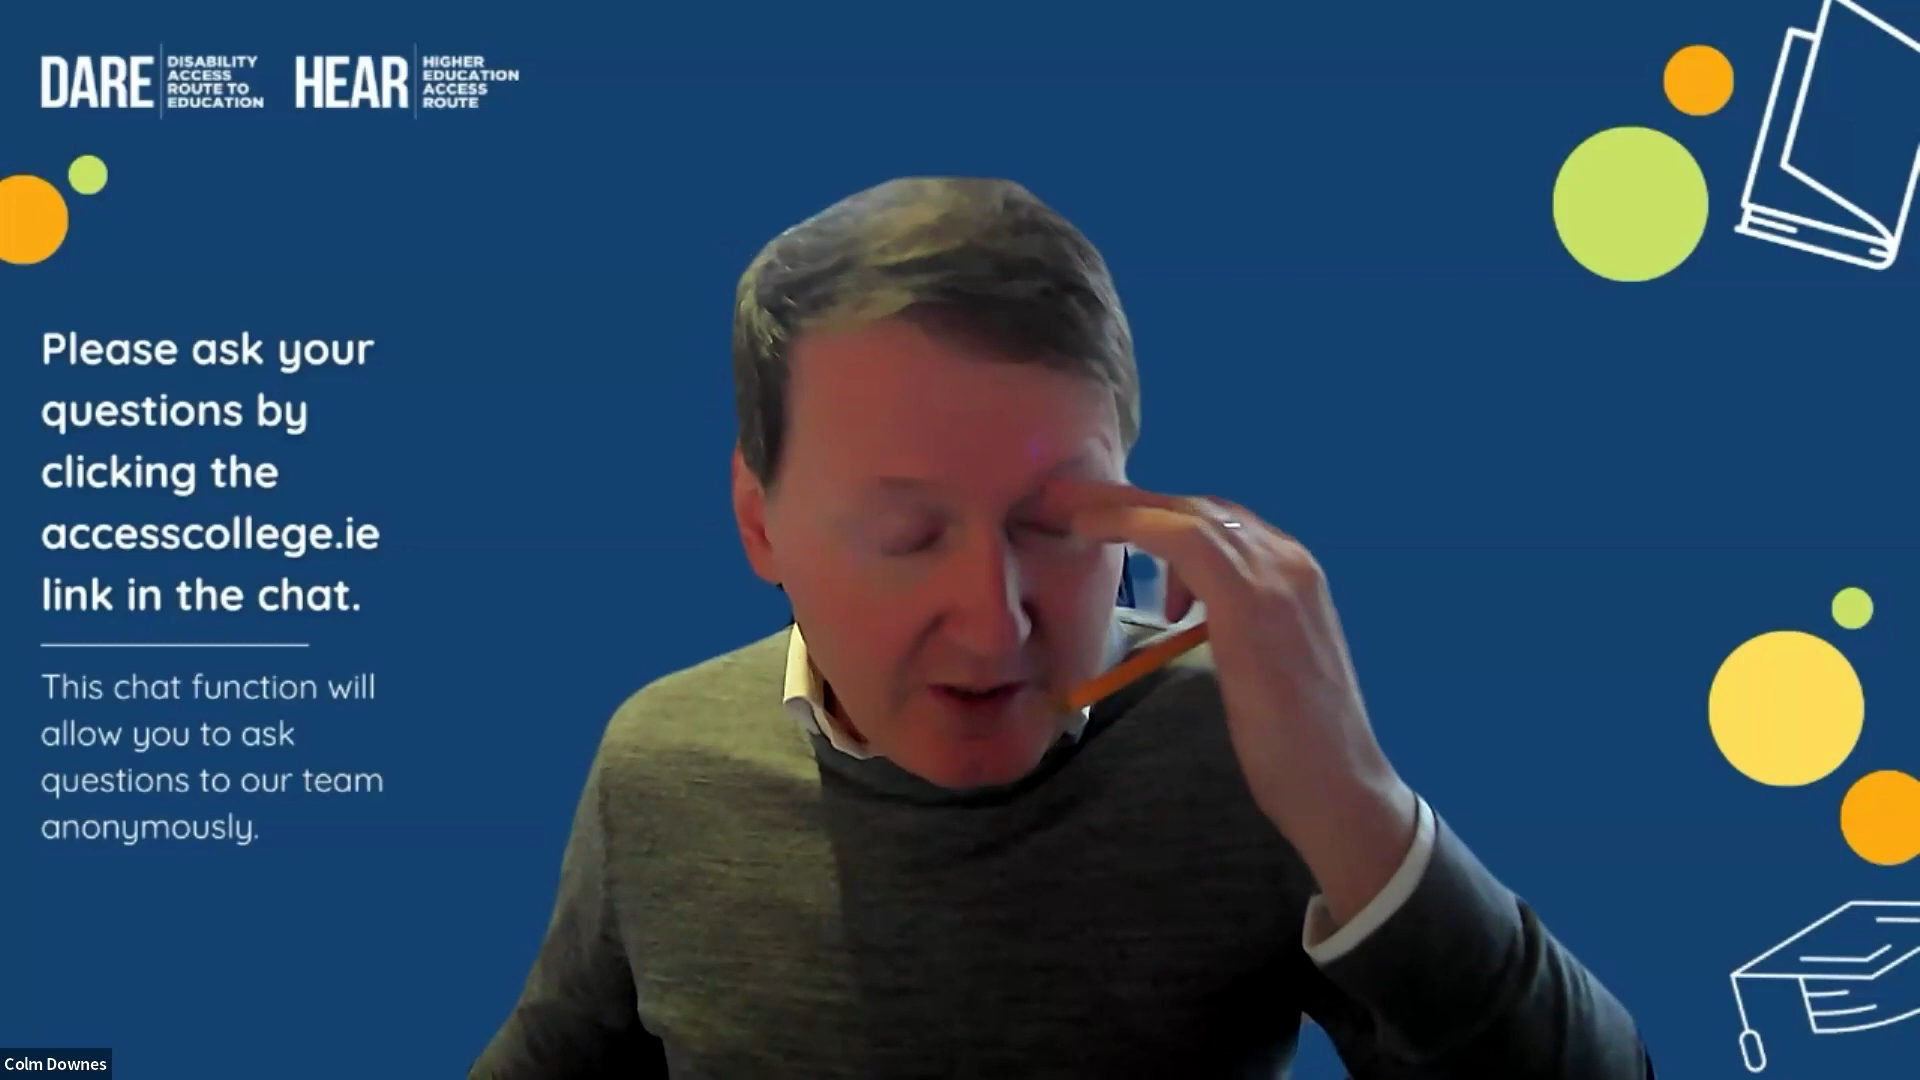 DARE
DISABILITY
ACCESS
ROUTE TO
EDUCATION
HEAR
HIGHER
EDUCATION
ACCESS
ROUTE
Please ask your
questions by
clicking the
accesscollege.ie
link in the chat.
This chat function will
allow you to ask
questions to our team
anonymously.
Colm Downes